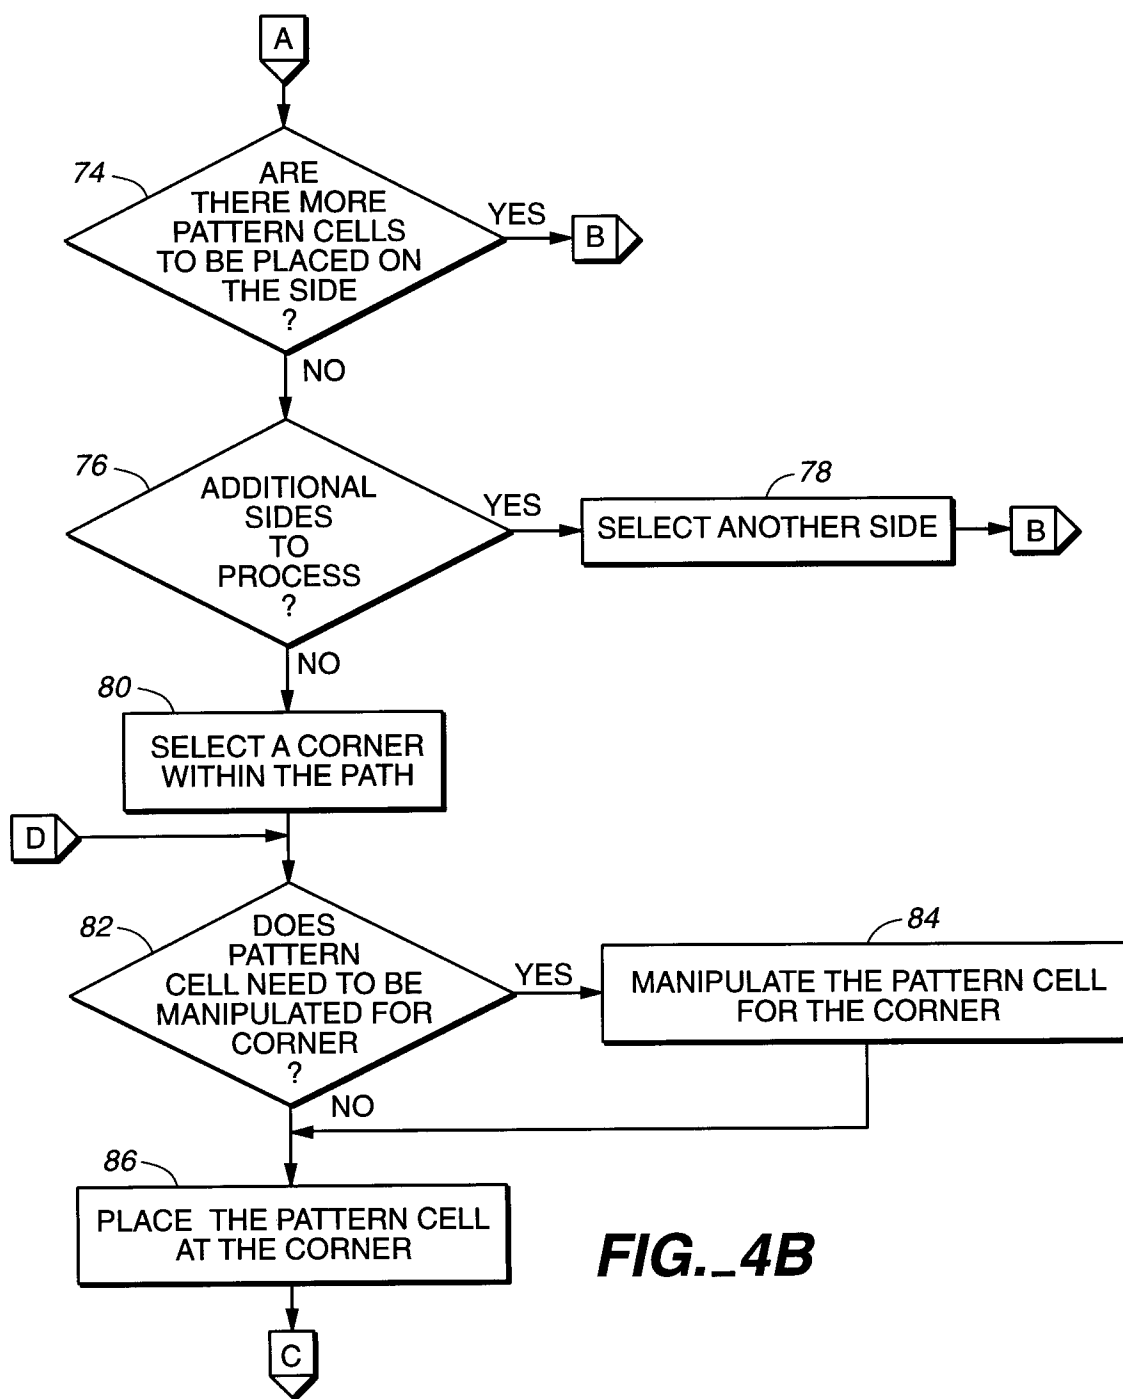 A
74
ARE
THERE MORE
PATTERN CELLS
TO BE PLACED ON
THE SIDE
?
YES
B
NO
76
ADDITIONAL
SIDES
TO
PROCESS
?
YES
78
SELECT ANOTHER SIDE
B
NO
80
SELECT A CORNER
WITHIN THE PATH
D
82
DOES
PATTERN
CELL NEED TO BE
MANIPULATED FOR
CORNER
?
YES
84
MANIPULATE THE PATTERN CELL
FOR THE CORNER
NO
86
PLACE THE PATTERN CELL
AT THE CORNER
FIG._4B
C